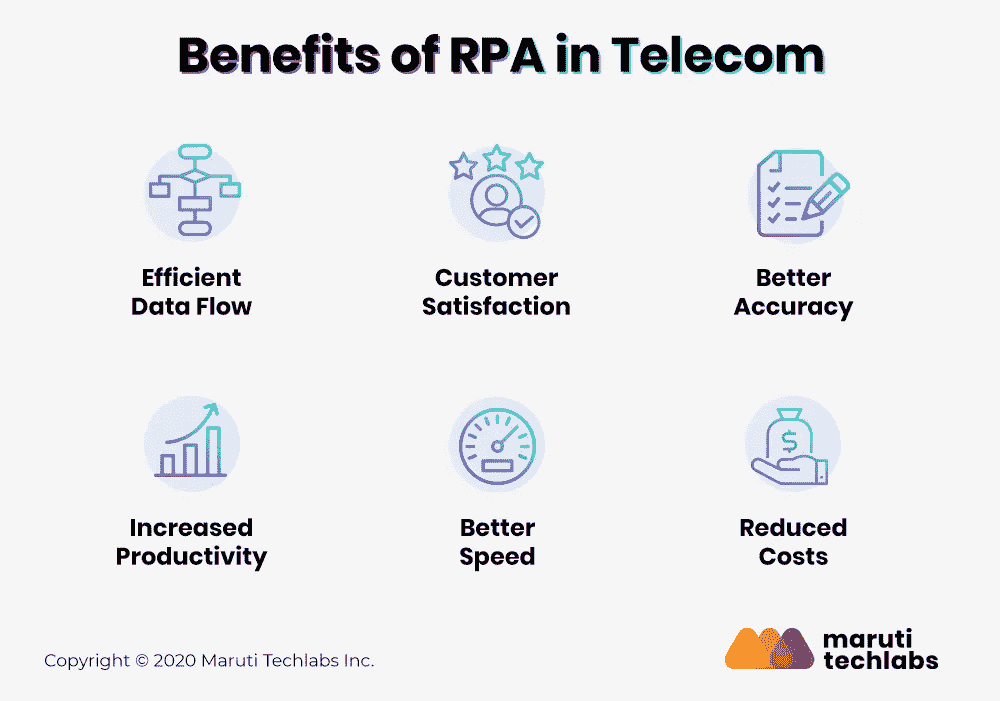 Benefits of RPA in Telecom
Efficient
Data Flow
Customer
Satisfaction
Better
Accuracy
$
Increased
Productivity
Better
Speed
Reduced
Costs
Copyright © 2020 Maruti Techlabs Inc.
maruti
techlabs